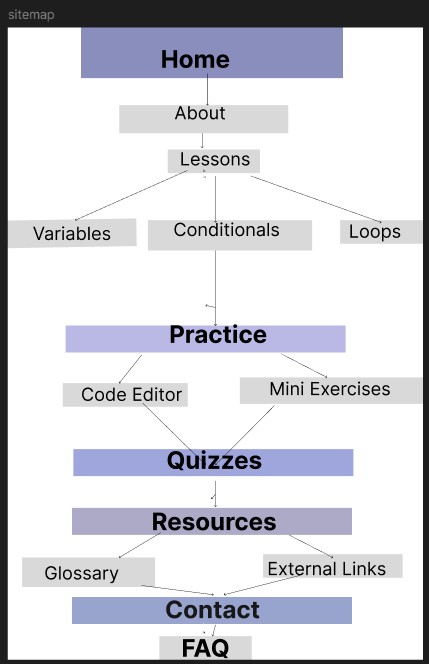 sitemap
Home
About
Lessons
Variables
Conditionals
Loops
Practice
Code Editor
Mini Exercises
Quizzes
Resources
Glossary
External Links
Contact
FAQ